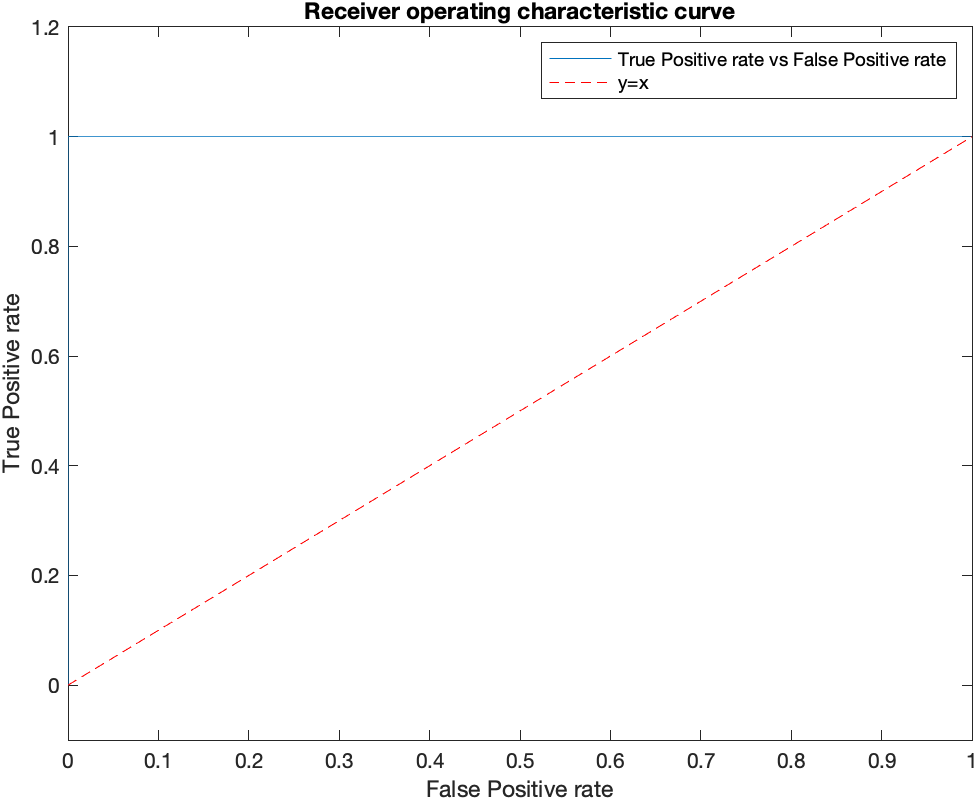 Receiver operating characteristic curve
1.2
True Positive rate vs False Positive rate
y=x
1
0.8
0.6
0.4
0.2
0
True Positive rate
0 0.1 0.2 0.3 0.4 0.5 0.6 0.7 0.8 0.9 1
False Positive rate